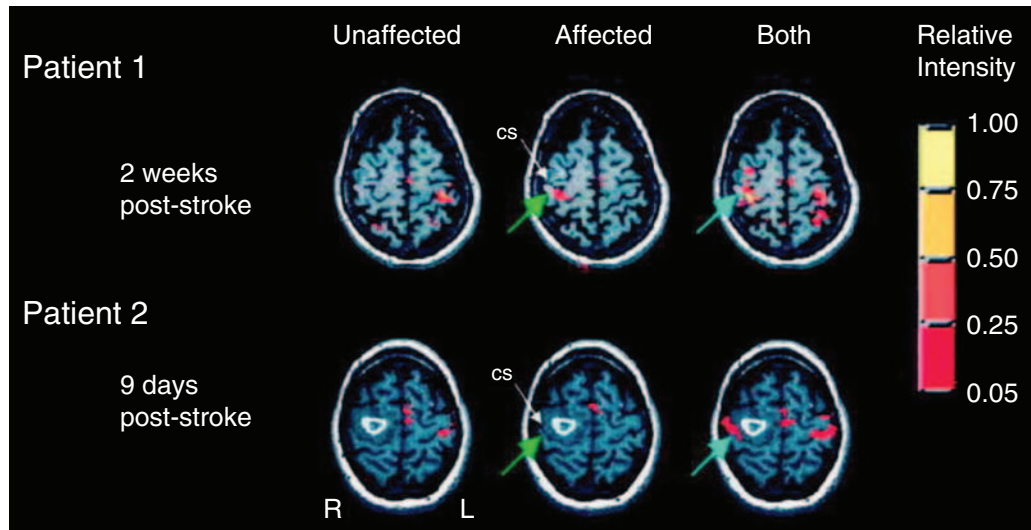 Unaffected
Affected
Both
Relative
Intensity
Patient 1
cs
2 weeks
post-stroke
1.00
0.75
0.50
0.25
0.05
Patient 2
cs
9 days
post-stroke
R
L